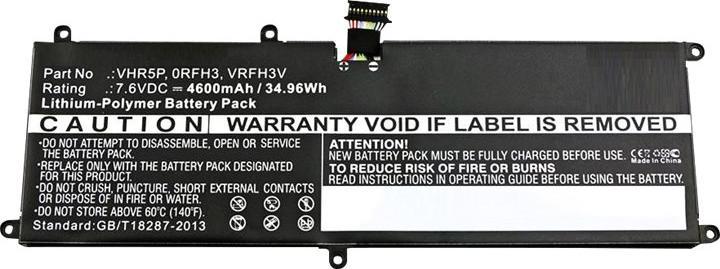 Part No .:VHR5P, 0RFH3, VRFH3V
Rating .:7.6VDC ⎓ 4600mAh / 34.96Wh
Lithium-Polymer Battery Pack
CAUTION WARRANTY VOID IF LABEL IS REMOVED
•DO NOT ATTEMPT TO DISASSEMBLE, OPEN OR SERVICE
THE BATTERY PACK.
•REPLACE ONLY WITH THE BATTERY PACK DESIGNATED
FOR THIS PRODUCT.
•DO NOT CRUSH, PUNCTURE, SHORT EXTERNAL CONTACTS
OR DISPOSE OF IN FIRE OR WATER.
•DO NOT STORE ABOVE 60°C (140°F)
Standard:GB/T18287-2013
ATTENTION!
NEW BATTERY PACK MUST BE FULLY CHARGED BEFORE USE.
TO REDUCE RISK OF FIRE OR BURNS
READ INSTRUCTIONS IN OPERATING GUIDE BEFORE USING THE BATTERY
Made In China